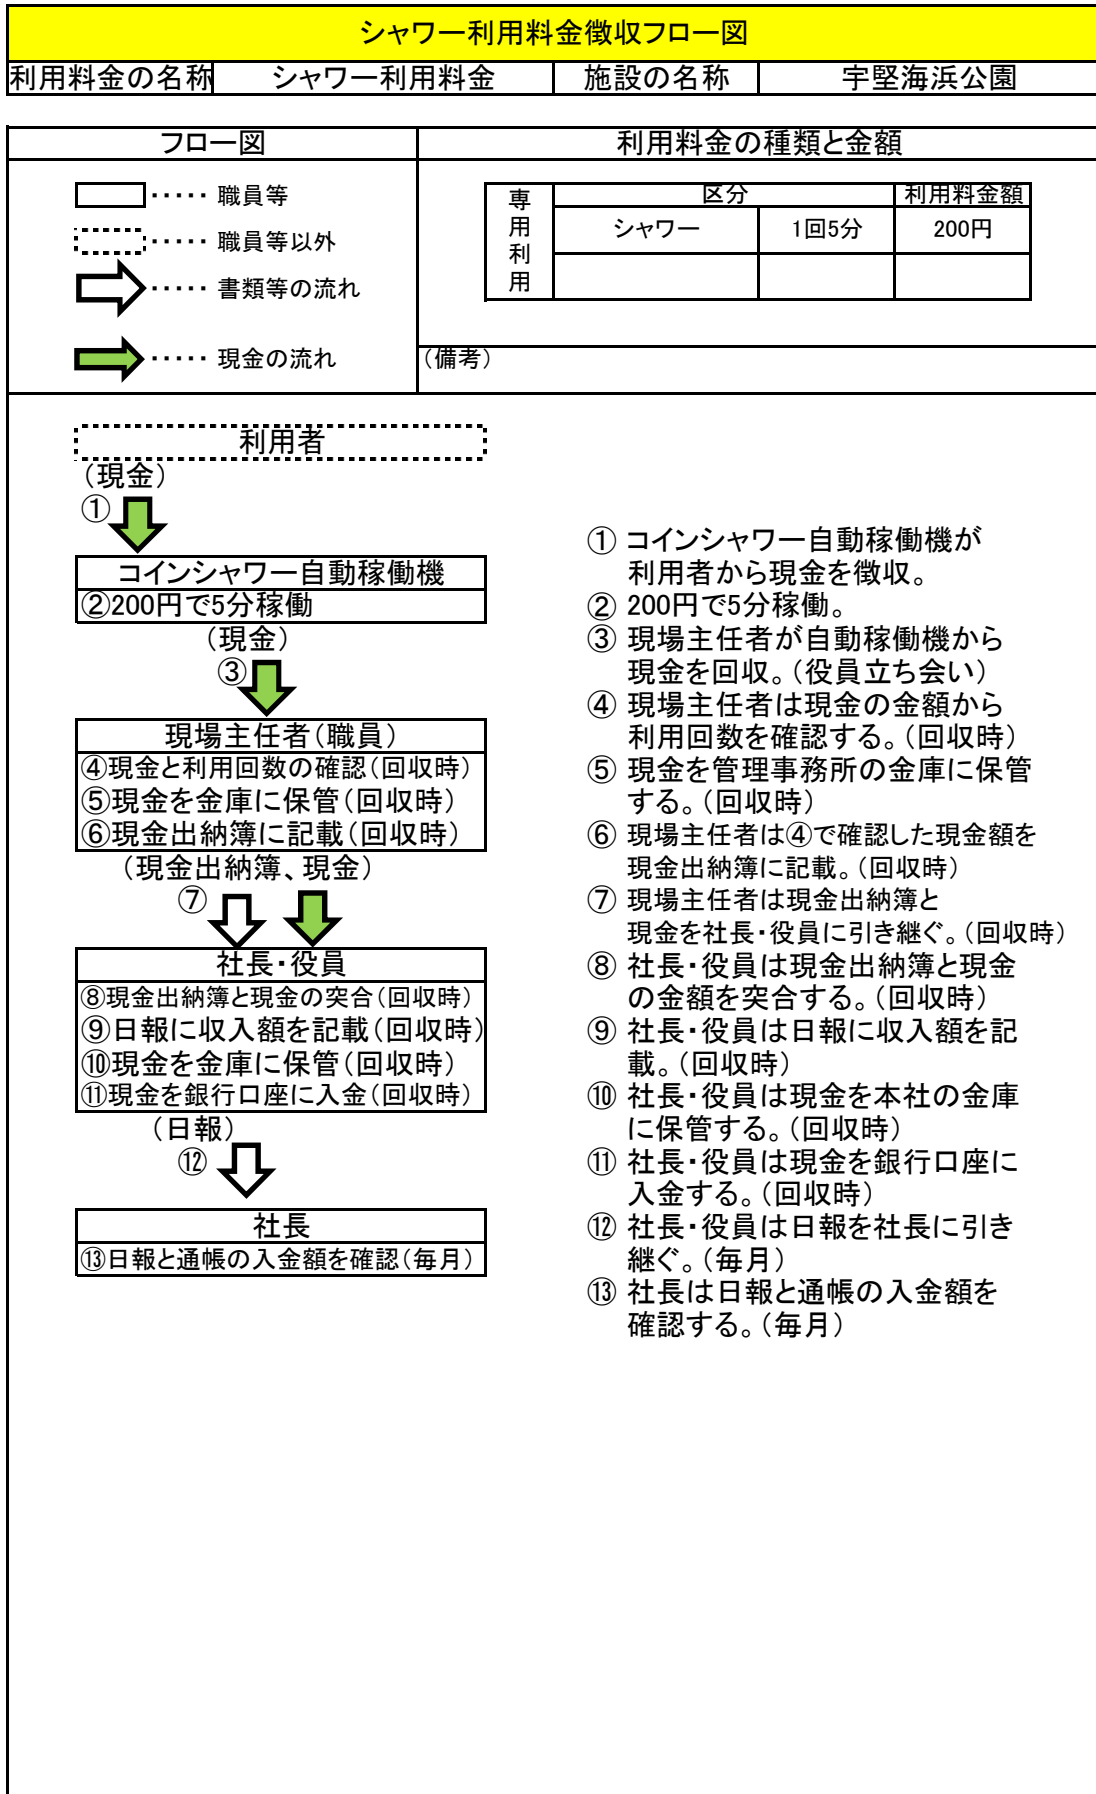 シャワー利用料金徴収フロー図
利用料金の名称 シャワー利用料金 施設の名称 宇堅海浜公園
フロー図 利用料金の種類と金額
・・・・・ 職員等
・・・・・ 職員等以外
・・・・・ 書類等の流れ
・・・・・ 現金の流れ
専用利用
区分 利用料金額
シャワー 1回5分 200円
（備考）
利用者
（現金）
①
コインシャワー自動稼働機
②200円で5分稼働
（現金）
③
現場主任者（職員）
④現金と利用回数の確認（回収時）
⑤現金を金庫に保管（回収時）
⑥現金出納簿に記載（回収時）
（現金出納簿、現金）
⑦
社長・役員
⑧現金出納簿と現金の突合（回収時）
⑨日報に収入額を記載（回収時）
⑩現金を金庫に保管（回収時）
⑪現金を銀行口座に入金（回収時）
（日報）
⑫
社長
⑬日報と通帳の入金額を確認（毎月）
① コインシャワー自動稼働機が
利用者から現金を徴収。
② 200円で5分稼働。
③ 現場主任者が自動稼働機から
現金を回収。（役員立ち会い）
④ 現場主任者は現金の金額から
利用回数を確認する。（回収時）
⑤ 現金を管理事務所の金庫に保管
する。（回収時）
⑥ 現場主任者は④で確認した現金額を
現金出納簿に記載。（回収時）
⑦ 現場主任者は現金出納簿と
現金を社長・役員に引き継ぐ。（回収時）
⑧ 社長・役員は現金出納簿と現金
の金額を突合する。（回収時）
⑨ 社長・役員は日報に収入額を記
載。（回収時）
⑩ 社長・役員は現金を本社の金庫
に保管する。（回収時）
⑪ 社長・役員は現金を銀行口座に
入金する。（回収時）
⑫ 社長・役員は日報を社長に引き
継ぐ。（毎月）
⑬ 社長は日報と通帳の入金額を
確認する。（毎月）